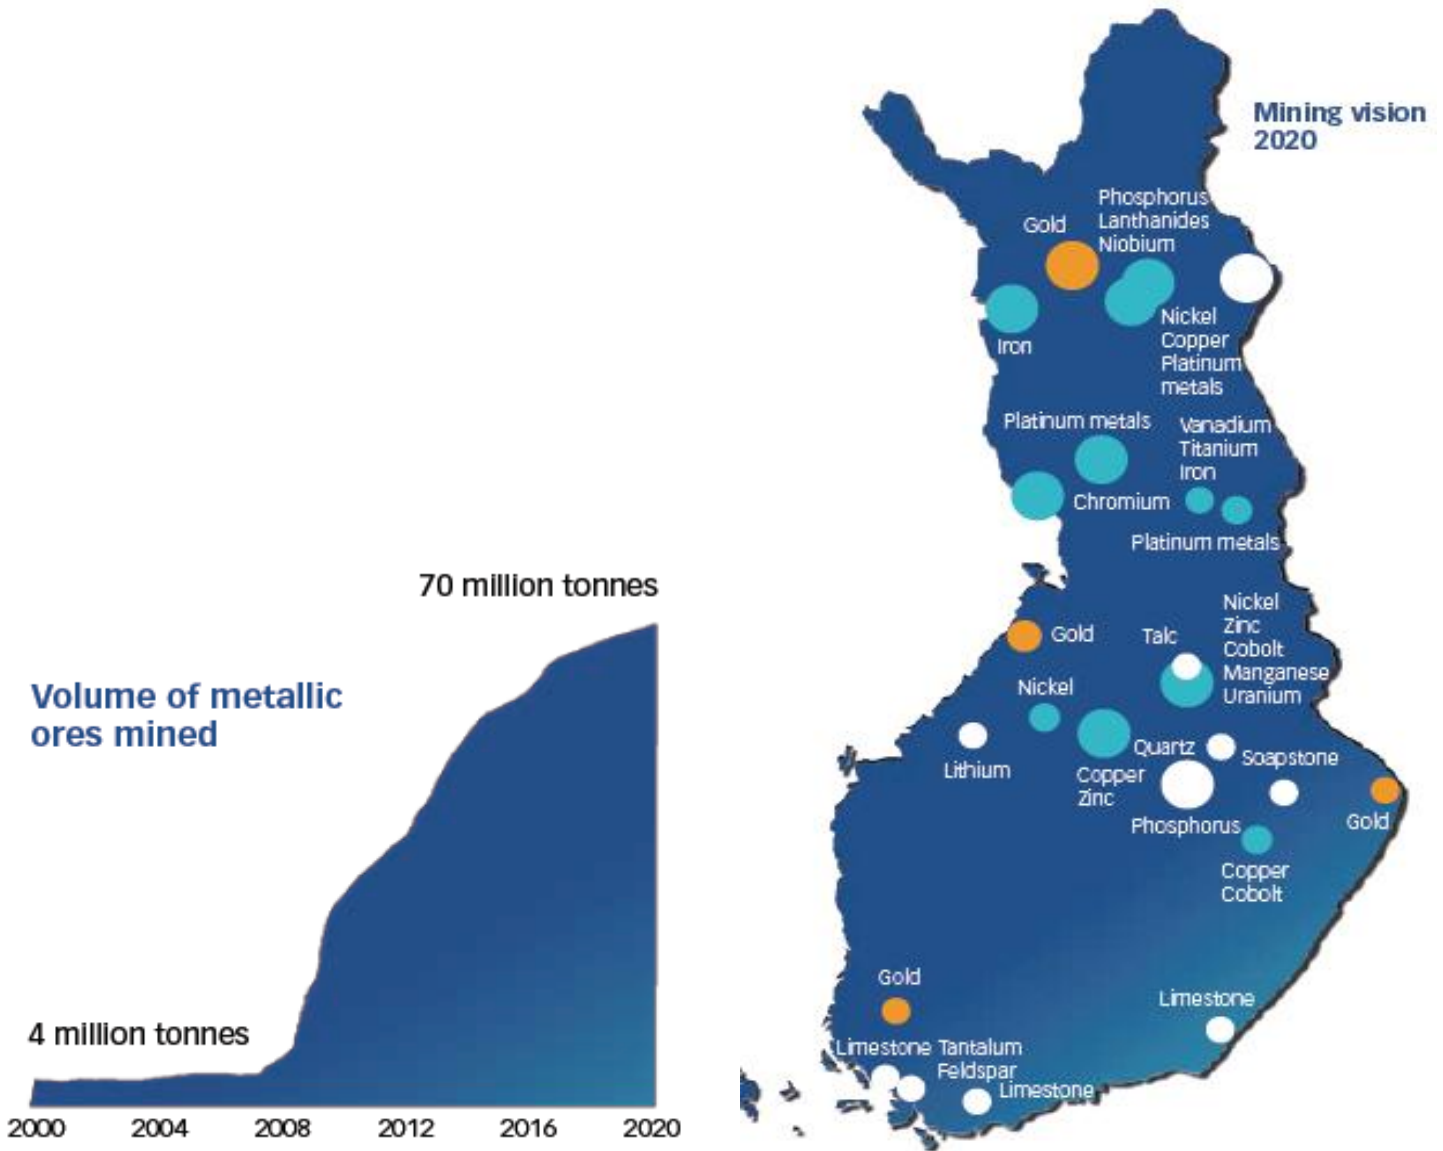 Mining vision
2020
Phosphorus
Lanthanides
Niobium
Gold
Iron
Nickel
Copper
Platinum
metals
Platinum metals
Vanadium
Titanium
Iron
Chromium
Platinum metals
70 million tonnes
Volume of metallic
ores mined
4 million tonnes
2000 2004 2008 2012 2016 2020
Gold
Talc
Nickel
Zinc
Cobolt
Manganese
Uranium
Nickel
Lithium
Copper
Zinc
Quartz
Soapstone
Phosphorus
Gold
Copper
Cobolt
Gold
Limestone
Limestone
Tantalum
Feldspar
Limestone